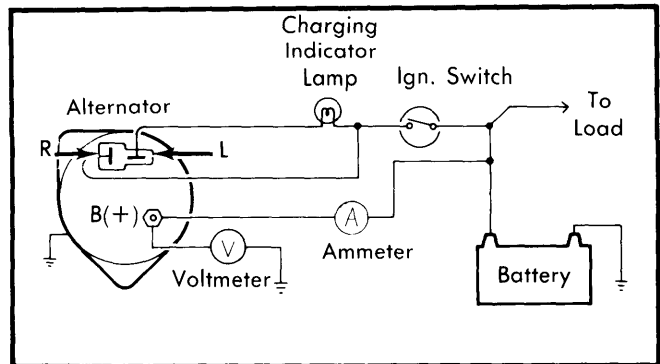 Charging
Indicator
Lamp
Ign. Switch
Alternator
To
Load
R
L
B(+)
A
Ammeter
V
Voltmeter
Battery